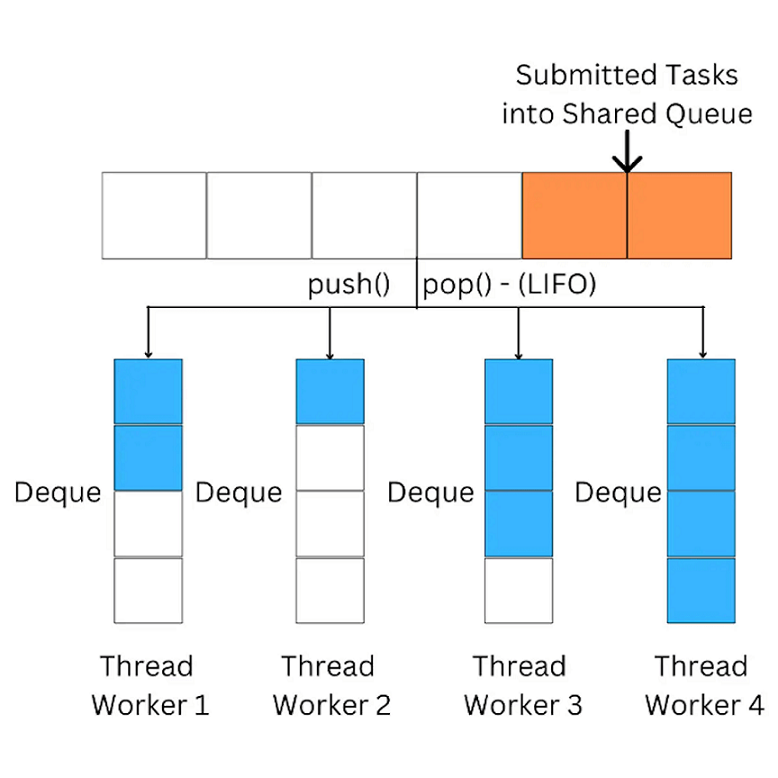 Submitted Tasks
into Shared Queue
push() pop() - (LIFO)
Deque Deque Deque Deque
Thread Thread Thread Thread
Worker 1 Worker 2 Worker 3 Worker 4